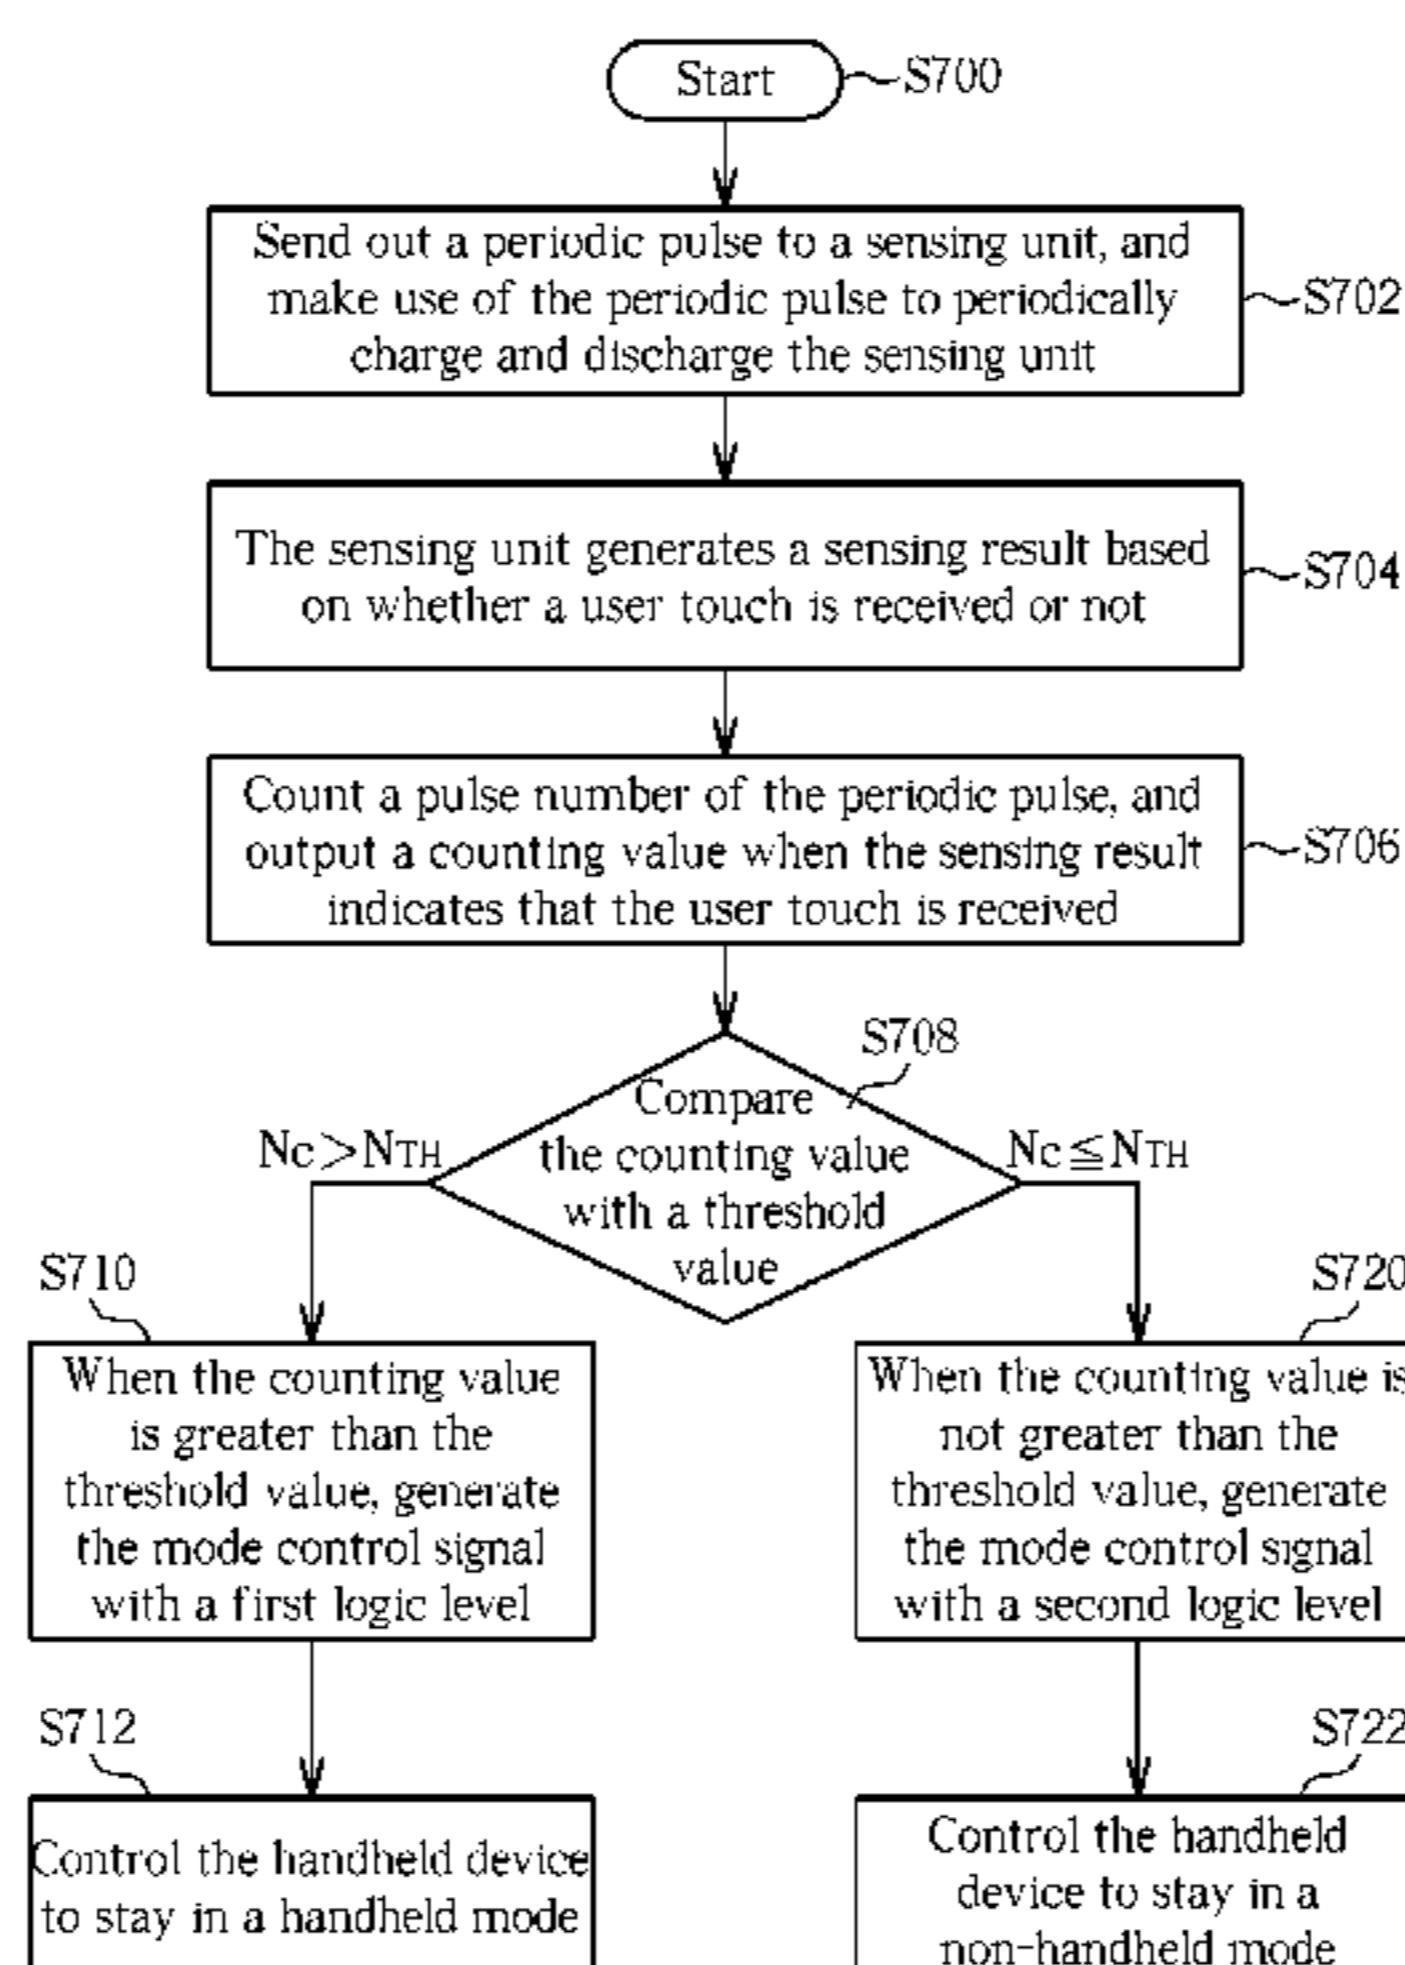 Start
S700
Send out a periodic pulse to a sensing unit, and
make use of the periodic pulse to periodically
charge and discharge the sensing unit
S702
The sensing unit generates a sensing result based
on whether a user touch is received or not
S704
Count a pulse number of the periodic pulse, and
output a counting value when the sensing result
indicates that the user touch is received
S706
S708
Compare
the counting value
with a threshold
value
Nc>NTH
Nc≦NTH
S710
When the counting value
is greater than the
threshold value, generate
the mode control signal
with a first logic level
S720
When the counting value is
not greater than the
threshold value, generate
the mode control signal
with a second logic level
S712
Control the handheld device
to stay in a handheld mode
S722
Control the handheld
device to stay in a
non-handheld mode